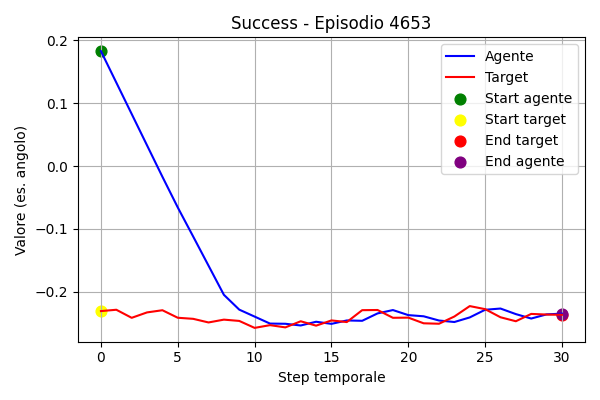 Success - Episodio 4653
Valore (es. angolo)
0.2
0.1
0.0
−0.1
−0.2
0
5
10
15
20
25
30
Step temporale
Agente
Target
Start agente
Start target
End target
End agente